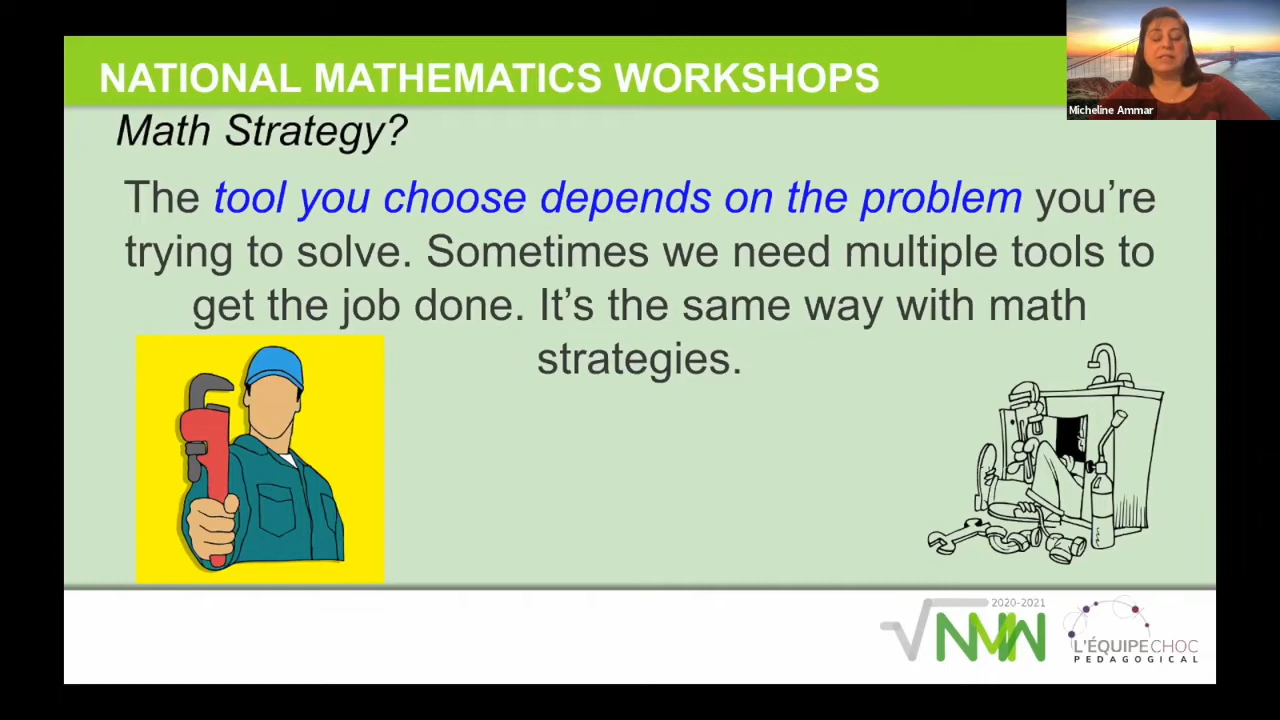 NATIONAL MATHEMATICS WORKSHOPS
Micheline Ammar
Math Strategy?
The tool you choose depends on the problem you’re
trying to solve. Sometimes we need multiple tools to
get the job done. It’s the same way with math
strategies.
2020-2021
√NMW
L'ÉQUIPECHOC
PEDAGOGICAL